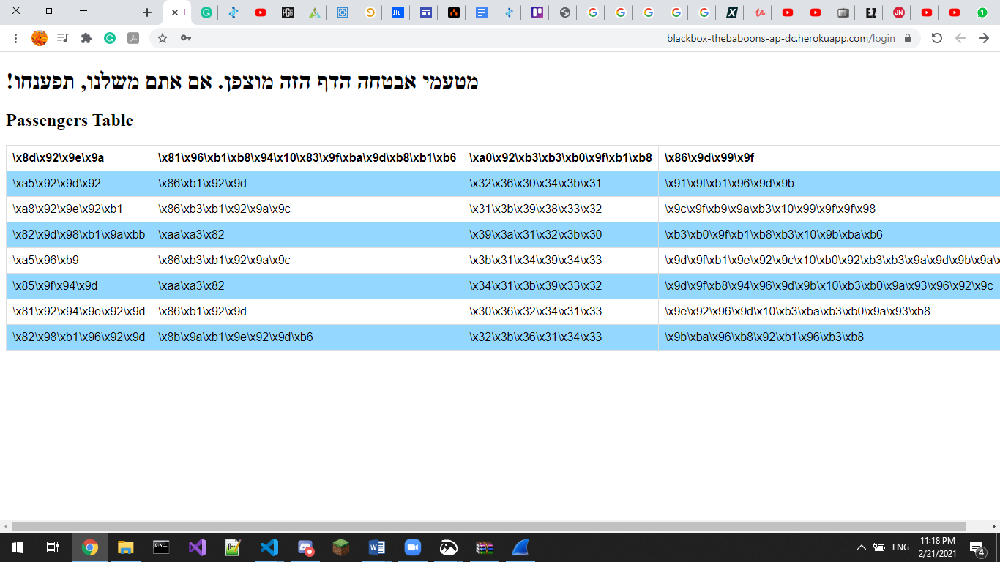 blackbox-thebaboons-ap-dc.herokuapp.com/login
מטעמי אבטחה הדף הזה מוצפן. אם אתם משלנו, תפענחו!
Passengers Table
\x8d\x92\x9e\x9a \x81\x96\xb1\xb8\x94\x10\x83\x9f\xba\x9d\xb8\xb1\xb6 \xa0\x92\xb3\xb3\xb0\x9f\xb1\xb8 \x86\x9d\x99\x9f
\xa5\x92\x9d\x92 \x86\xb1\x92\x9d \x32\x36\x30\x34\x3b\x31 \x91\x9f\xb1\x96\x9d\x9b
\xa8\x92\x9e\x92\xb1 \x86\xb3\xb1\x92\x9a\x9c \x31\x3b\x39\x38\x33\x32 \x9c\x9f\xb9\x9a\xb3\x10\x99\x9f\x9f\x98
\x82\x9d\x98\xb1\x9a\xbb \xaa\xa3\x82 \x39\x3a\x31\x32\x3b\x30 \xb3\xb0\x9f\xb1\xb8\xb3\x10\x9b\xba\xb6
\xa5\x96\xb9 \x86\xb3\xb1\x92\x9a\x9c \x3b\x31\x34\x39\x34\x33 \x9d\x9f\xb1\x9e\x92\x9c\x10\xb0\x92\xb3\xb3\x9a\x9d\x9b\x9a\x
\x85\x9f\x94\x9d \xaa\xa3\x82 \x34\x31\x3b\x39\x33\x32 \x9d\x9f\xb8\x94\x96\x9d\x9b\x10\xb3\xb0\x9a\x93\x96\x92\x9c
\x81\x92\x94\x9e\x92\x9d \x86\xb1\x92\x9d \x30\x36\x32\x34\x31\x33 \x9e\x92\x96\x9d\x10\xb3\xba\xb3\xb0\x9a\x93\xb8
\x82\x98\xb1\x96\x92\x9d \x8b\x9a\xb1\x9e\x92\x9d\xb6 \x32\x3b\x36\x31\x34\x33 \x9b\xba\x96\xb8\x92\xb1\x96\xb3\xb8
ENG
11:18 PM
2/21/2021
4